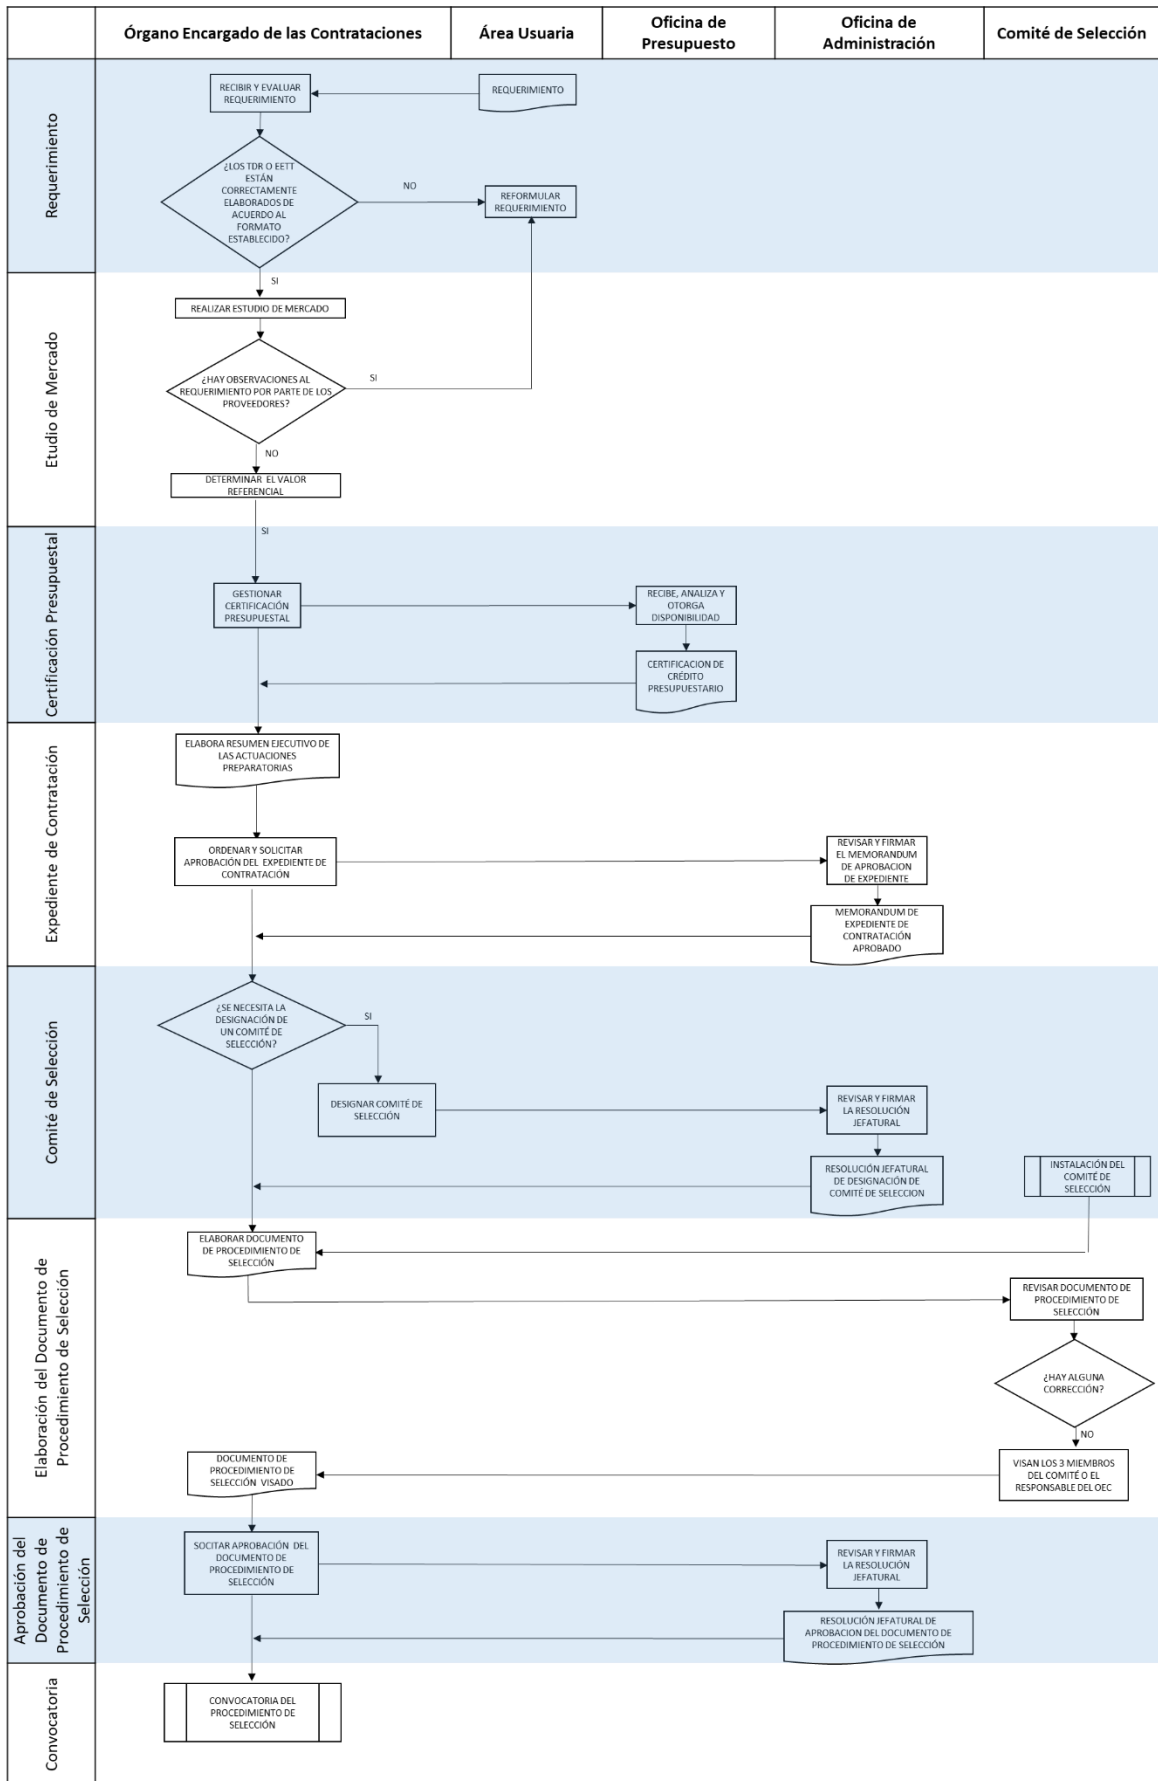 Órgano Encargado de las Contrataciones
Área Usuaria
Oficina de
Presupuesto
Oficina de
Administración
Comité de Selección
Requerimiento
RECIBIR Y EVALUAR
REQUERIMIENTO
REQUERIMIENTO
¿LOS TDR O EETT
ESTÁN
CORRECTAMENTE
ELABORADOS DE
ACUERDO AL
FORMATO
ESTABLECIDO?
NO
REFORMULAR
REQUERIMIENTO
SI
Etudio de Mercado
REALIZAR ESTUDIO DE MERCADO
¿HAY OBSERVACIONES AL
REQUERIMIENTO POR PARTE DE LOS
PROVEEDORES?
SI
NO
DETERMINAR EL VALOR
REFERENCIAL
SI
Certificación Presupuestal
GESTIONAR
CERTIFICACIÓN
PRESUPUESTAL
RECIBE, ANALIZA Y
OTORGA
DISPONIBILIDAD
CERTIFICACION DE
CRÉDITO
PRESUPUESTARIO
Expediente de Contratación
ELABORA RESUMEN EJECUTIVO DE
LAS ACTUACIONES
PREPARATORIAS
ORDENAR Y SOLICITAR
APROBACIÓN DEL EXPEDIENTE DE
CONTRATACIÓN
REVISAR Y FIRMAR
EL MEMORANDUM
DE APROBACION
DE EXPEDIENTE
MEMORANDUM DE
EXPEDIENTE DE
CONTRATACIÓN
APROBADO
Comité de Selección
¿SE NECESITA LA
DESIGNACIÓN DE
UN COMITÉ DE
SELECCIÓN?
SI
DESIGNAR COMITÉ DE
SELECCIÓN
REVISAR Y FIRMAR
LA RESOLUCIÓN
JEFATURAL
RESOLUCIÓN JEFATURAL
DE DESIGNACIÓN DE
COMITÉ DE SELECCION
INSTALACIÓN DEL
COMITÉ DE
SELECCIÓN
Elaboración del Documento de
Procedimiento de Selección
ELABORAR DOCUMENTO
DE PROCEDIMIENTO DE
SELECCIÓN
REVISAR DOCUMENTO DE
PROCEDIMIENTO DE
SELECCIÓN
¿HAY ALGUNA
CORRECCIÓN?
NO
VISAN LOS 3 MIEMBROS
DEL COMITÉ O EL
RESPONSABLE DEL OEC
DOCUMENTO DE
PROCEDIMIENTO DE
SELECCIÓN VISADO
Aprobación del
Documento de
Procedimiento de
Selección
SOCITAR APROBACIÓN DEL
DOCUMENTO DE
PROCEDIMIENTO DE
SELECCIÓN
REVISAR Y FIRMAR
LA RESOLUCIÓN
JEFATURAL
RESOLUCIÓN JEFATURAL DE
APROBACION DEL DOCUMENTO DE
PROCEDIMIENTO DE SELECCIÓN
Convocatoria
CONVOCATORIA DEL
PROCEDIMIENTO DE
SELECCIÓN